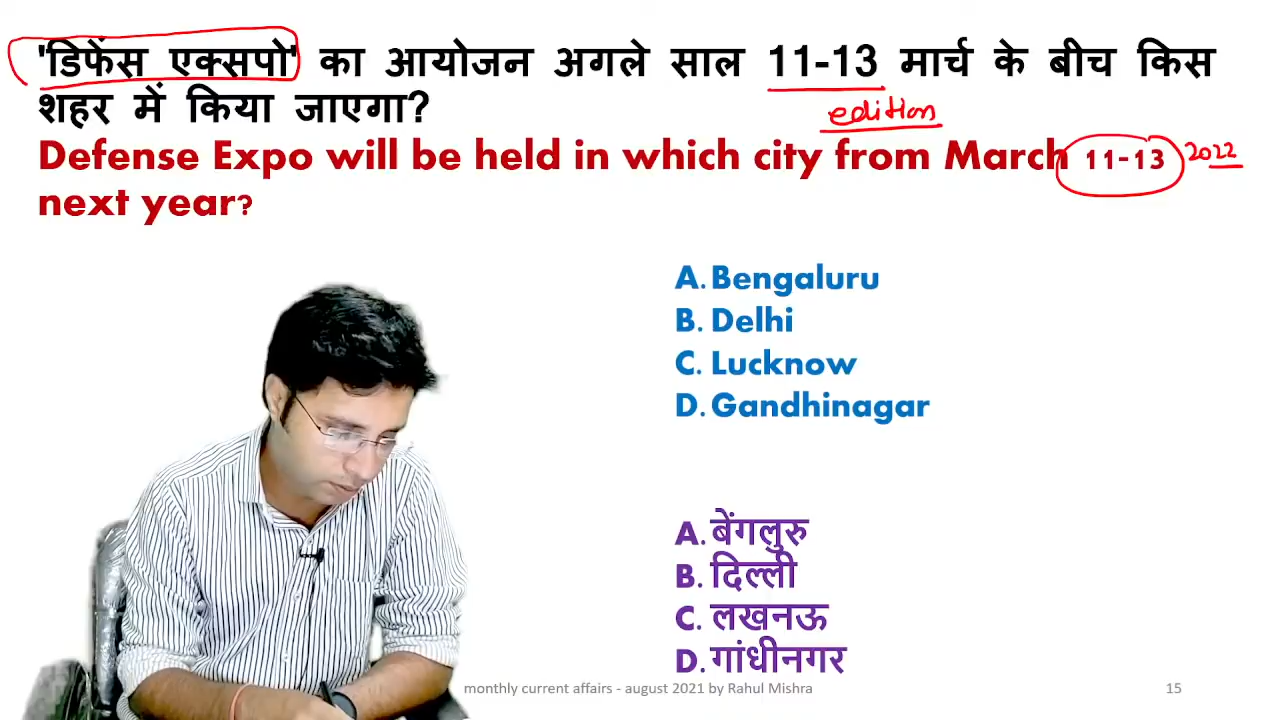 'डिफेंस एक्सपो' का आयोजन अगले साल 11-13 मार्च के बीच किस
शहर में किया जाएगा?
edition
Defense Expo will be held in which city from March 11-13 2022
next year?
A. Bengaluru
B. Delhi
C. Lucknow
D. Gandhinagar
A. बेंगलुरु
B. दिल्ली
C. लखनऊ
D. गांधीनगर
monthly current affairs - august 2021 by Rahul Mishra
15